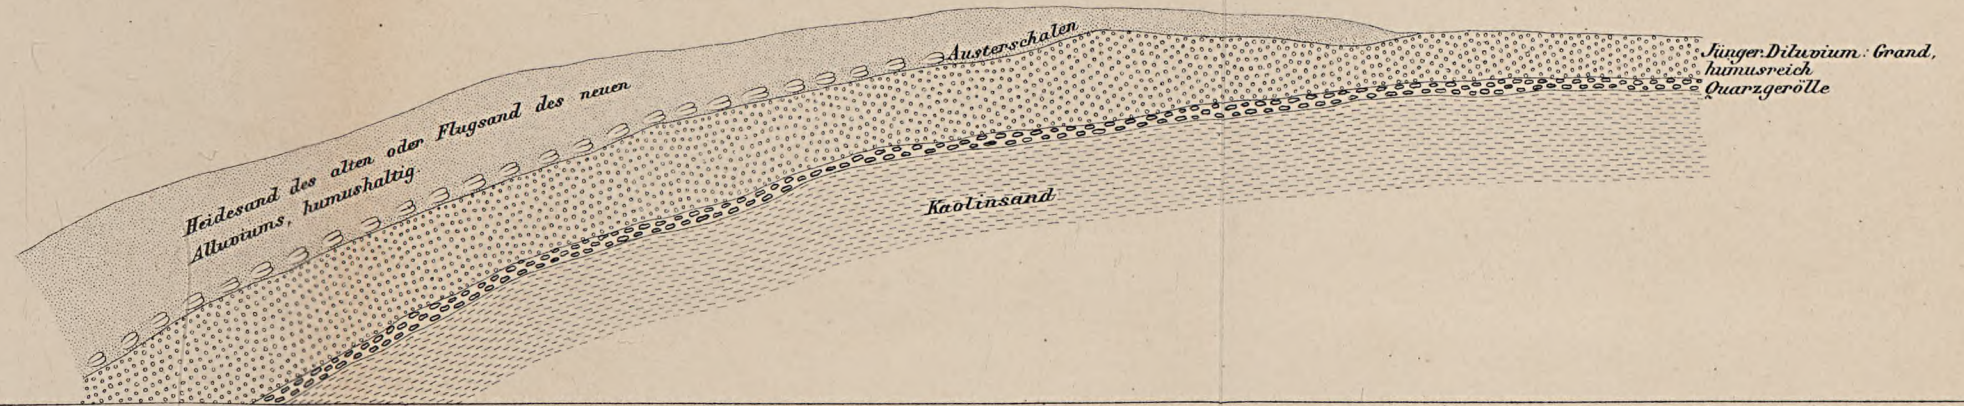 Heidesand des alten oder Flugsand des neuen
Alluviums, humushaltig.
Austerschalen
Jünger. Diluvium: Grand,
humusreich
Quarzgerölle
Kaolinsand